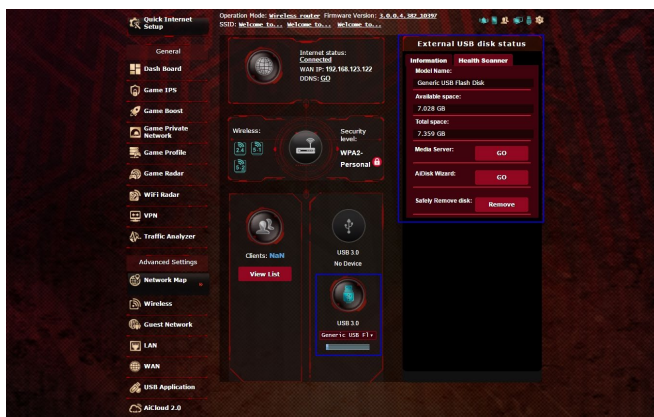 Quick Internet
Setup
Operation Mode: Wireless router Firmware Version: 3.0.0.4.382_10397
SSID: Welcome to... Welcome to... Welcome to...
General
Dash Board
Game IPS
Game Boost
Game Private
Network
Game Profile
Game Radar
WiFi Radar
VPN
Traffic Analyzer
Advanced Settings
Network Map
Wireless
Guest Network
LAN
WAN
USB Application
AiCloud 2.0
Internet status:
Connected
WAN IP: 192.168.123.122
DDNS: GO
Wireless:
2.4
5-1
5-2
Security
level:
WPA2-
Personal
Clients: NaN
View List
USB 3.0
No Device
USB 3.0
Generic USB Fl
External USB disk status
Information
Health Scanner
Model Name:
Generic USB Flash Disk
Available space:
7.028 GB
Total space:
7.359 GB
Media Server:
GO
AiDisk Wizard:
GO
Safely Remove disk:
Remove